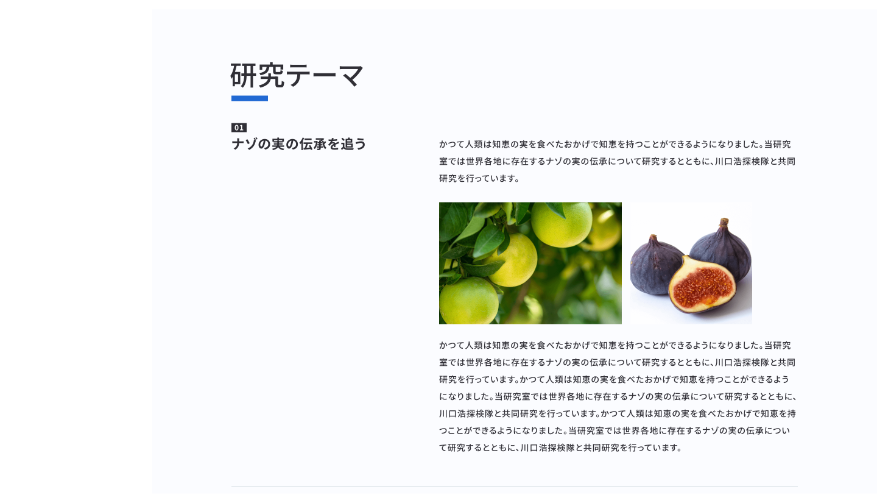 研究テーマ
01
ナゾの実の伝承を追う
かつて人類は知恵の実を食べたおかげで知恵を持つことができるようになりました。当研究
室では世界各地に存在するナゾの実の伝承について研究するとともに、川口浩探検隊と共同
研究を行っています。
かつて人類は知恵の実を食べたおかげで知恵を持つことができるようになりました。当研究
室では世界各地に存在するナゾの実の伝承について研究するとともに、川口浩探検隊と共同
研究を行っています。かつて人類は知恵の実を食べたおかげで知恵を持つことができるよう
になりました。当研究室では世界各地に存在するナゾの実の伝承について研究するとともに、
川口浩探検隊と共同研究を行っています。かつて人類は知恵の実を食べたおかげで知恵を持
つことができるようになりました。当研究室では世界各地に存在するナゾの実の伝承につい
て研究するとともに、川口浩探検隊と共同研究を行っています。